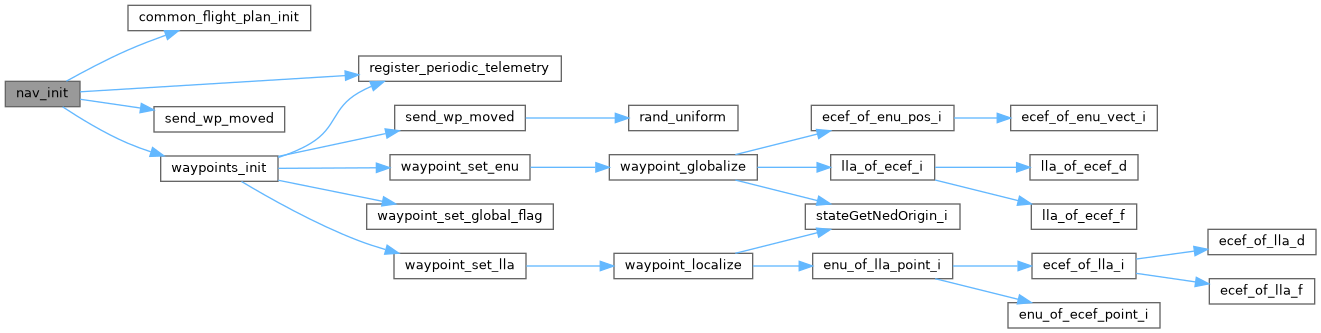 common_flight_plan_init
register_periodic_telemetry
nav_init
send_wp_moved
send_wp_moved
rand_uniform
ecef_of_enu_pos_i
ecef_of_enu_vect_i
waypoints_init
waypoint_set_enu
waypoint_globalize
lla_of_ecef_i
lla_of_ecef_d
waypoint_set_global_flag
stateGetNedOrigin_i
lla_of_ecef_f
waypoint_set_lla
waypoint_localize
enu_of_lla_point_i
ecef_of_lla_i
ecef_of_lla_d
ecef_of_lla_f
enu_of_ecef_point_i